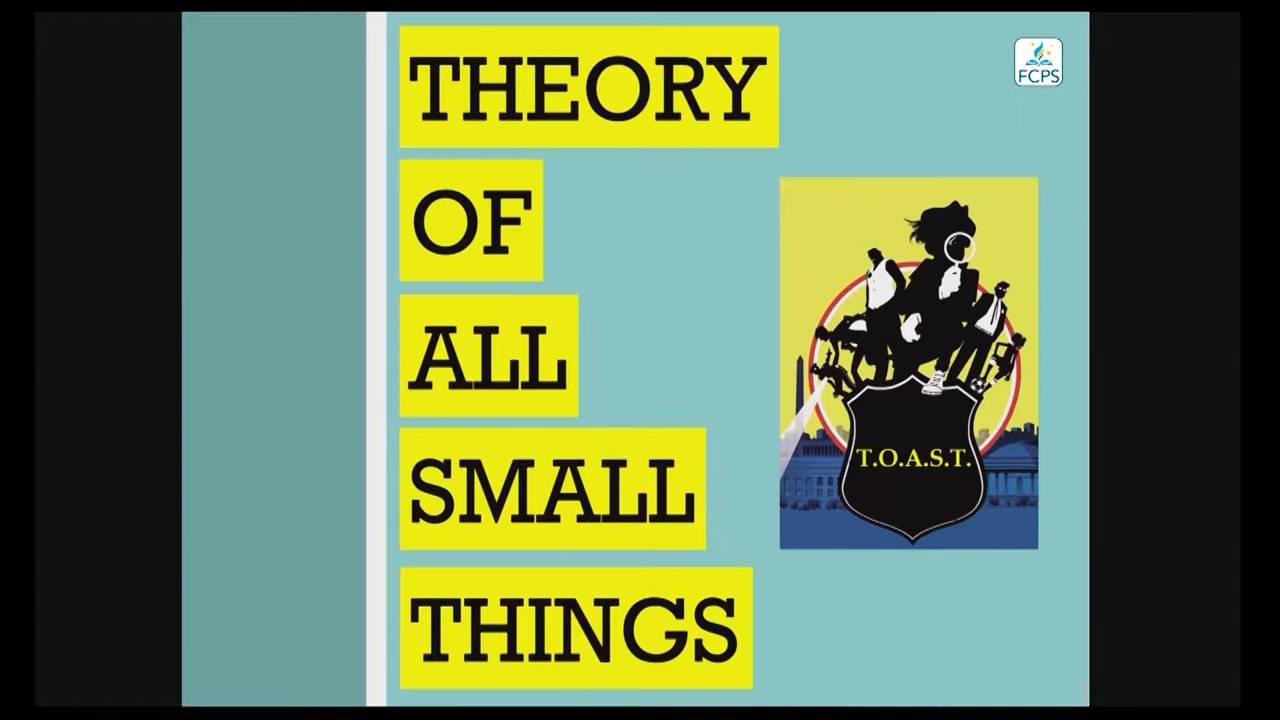 THEORY
OF
ALL
SMALL
THINGS
FCPS
T.O.A.S.T.